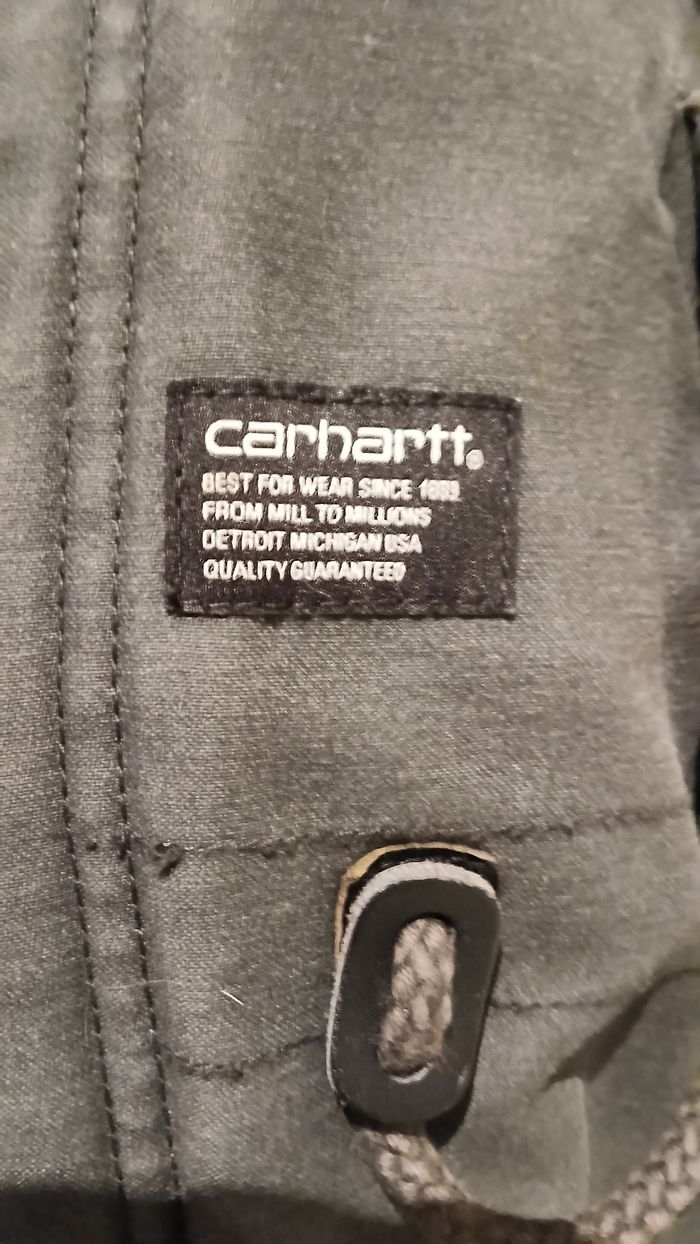 carhartt®
BEST FOR WEAR SINCE 1889
FROM MILL TO MILLIONS
DETROIT MICHIGAN USA
QUALITY GUARANTEED